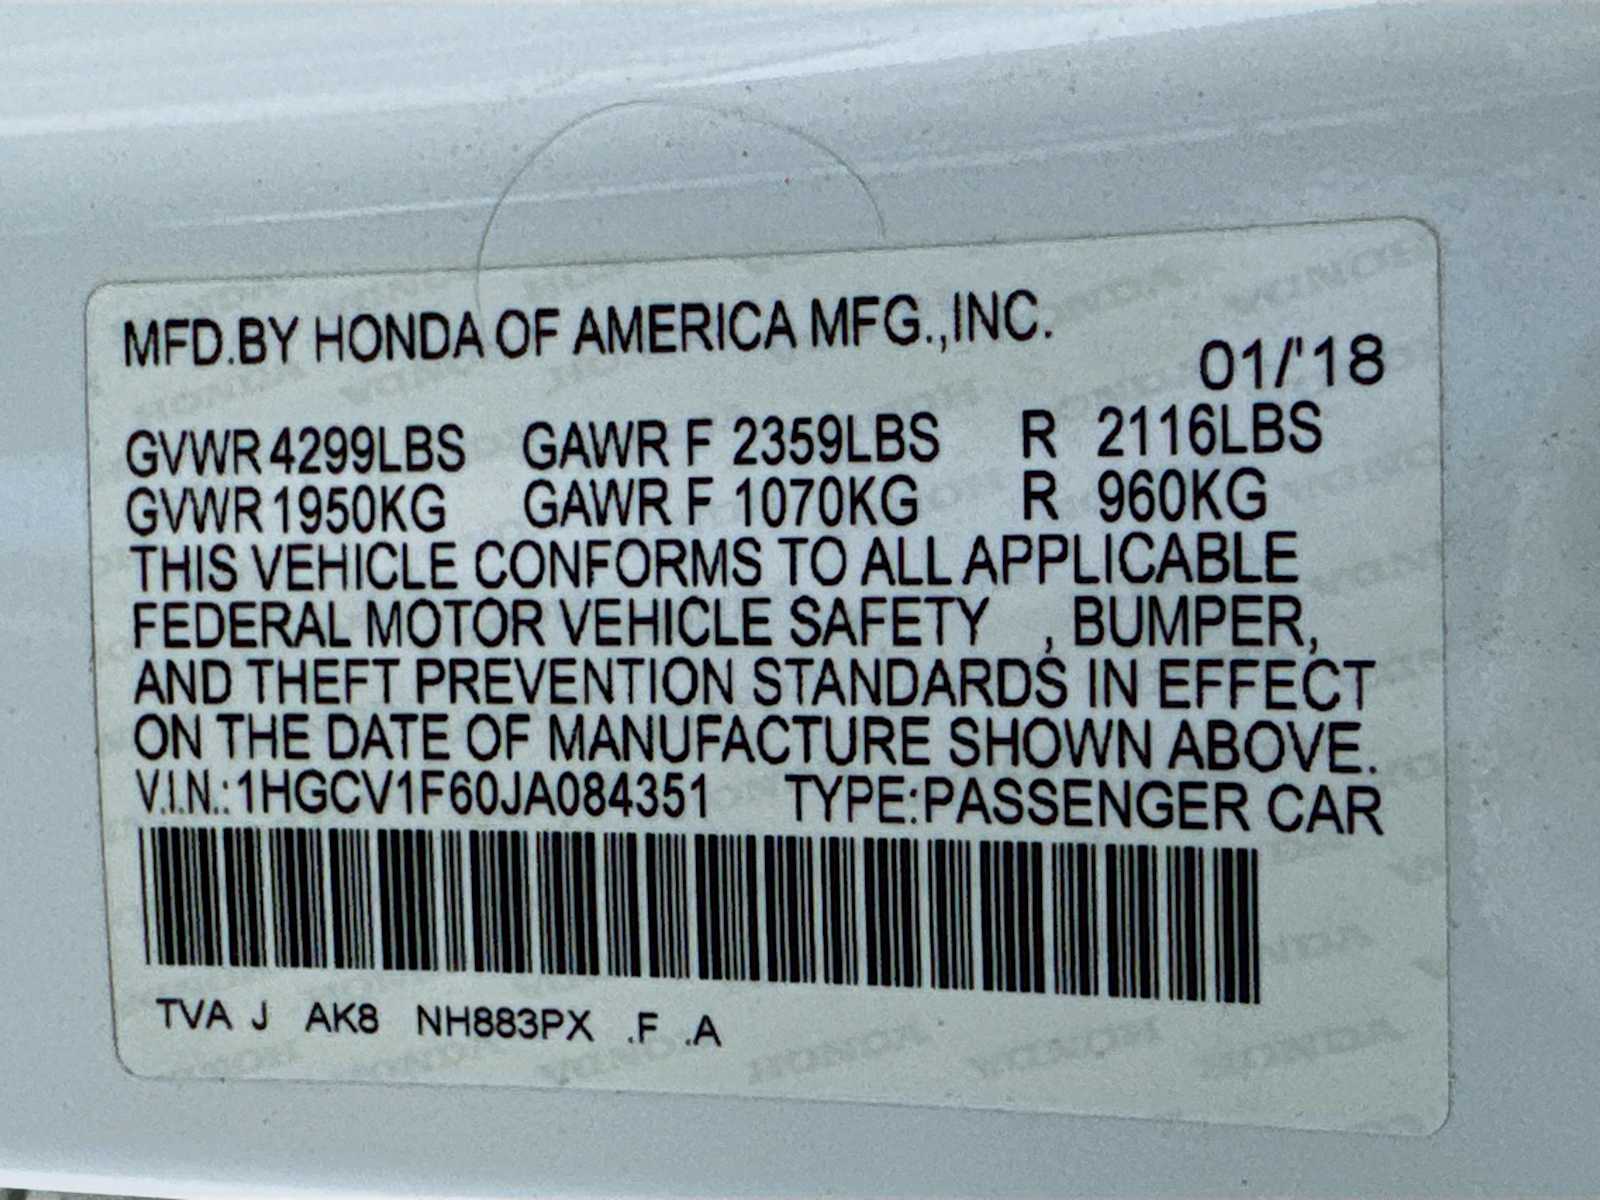 MFD.BY HONDA OF AMERICA MFG.,INC.
01/'18
GVWR 4299LBS GAWR F 2359LBS R 2116LBS
GVWR 1950KG GAWR F 1070KG R 960KG
THIS VEHICLE CONFORMS TO ALL APPLICABLE
FEDERAL MOTOR VEHICLE SAFETY , BUMPER,
AND THEFT PREVENTION STANDARDS IN EFFECT
ON THE DATE OF MANUFACTURE SHOWN ABOVE.
V.I.N.:1HGCV1F60JA084351 TYPE:PASSENGER CAR
TVA J AK8 NH883PX .F .A